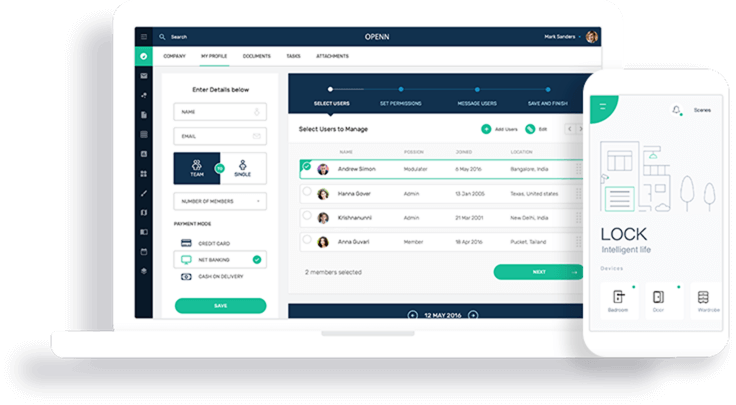 Search
OPENN
Mark Sanders
COMPANY
MY PROFILE
DOCUMENTS
TASKS
ATTACHMENTS
Enter Details below
NAME
EMAIL
TEAM
TO
SINGLE
NUMBER OF MEMBERS
PAYMENT MODE
CREDIT CARD
NET BANKING
CASH ON DELIVERY
SAVE
SELECT USERS
SET PERMISSIONS
MESSAGE USERS
SAVE AND FINISH
Select Users to Manage
Add Users
Edit
NAME POSSION ZONES LOCATION
Andrew Simon Modulater 6 May 2016 Bangalore, India
Hanna Gover Admin 13 Jan 2005 Texas, United states
Krishnanunni Admin 21 Mar 2001 New Delhi, India
Anna Guvari Member 18 Apr 2016 Pucket, Tailand
2 members selected
NEXT
12 MAY 2016
Scenes
LOCK
Intelligent life
Devices
Bedroom
Door
Wardrobe